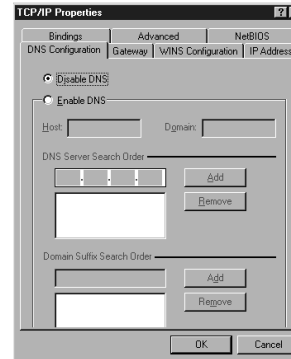 TCP/IP Properties
Bindings Advanced NetBIOS
DNS Configuration Gateway WINS Configuration IP Address
Disable DNS
Enable DNS
Host: Domain:
DNS Server Search Order
Add
Remove
Domain Suffix Search Order
Add
Remove
OK Cancel